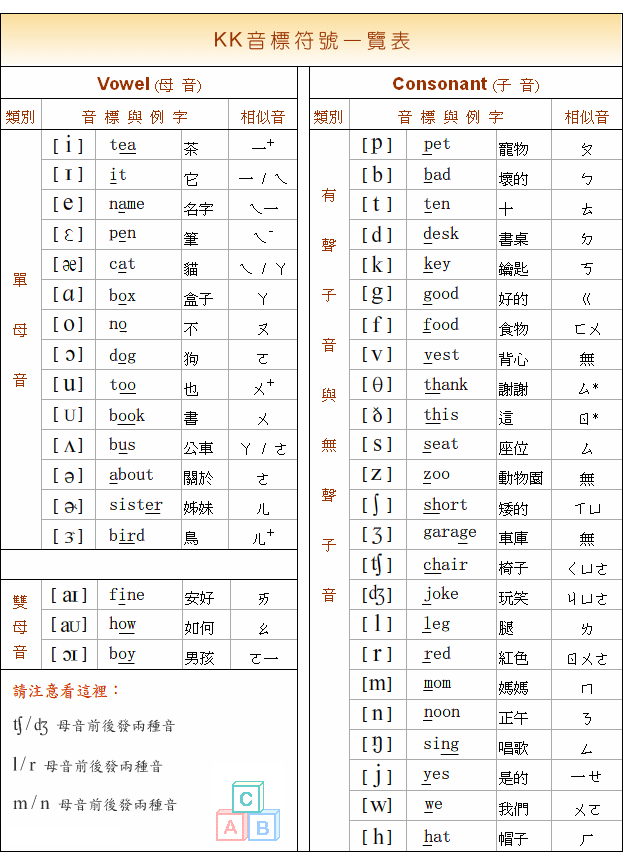 KK音標符號一覽表
Vowel (母 音)
類別 音 標 與 例 字 相似音
單母音
[ i ] tea 茶 ㄧ+
[ ɪ ] it 它 ㄧ / ㄟ
[ e ] name 名字 ㄟㄧ
[ ɛ ] pen 筆 ㄟ-
[ æ ] cat 貓 ㄟ / ㄚ
[ ɑ ] box 盒子 ㄚ
[ o ] no 不 ㄡ
[ ɔ ] dog 狗 ㄛ
[ u ] too 也 ㄨ+
[ ᴜ ] book 書 ㄨ
[ ʌ ] bus 公車 ㄚ / ㄜ
[ ə ] about 關於 ㄜ
[ ɚ ] sister 姊妹 ㄦ
[ ɝ ] bird 鳥 ㄦ+
雙母音
[ aɪ ] fine 安好 ㄞ
[ aᴜ ] how 如何 ㄠ
[ ɔɪ ] boy 男孩 ㄛㄧ
請注意看這裡：
ʧ / ʤ 母音前後發兩種音
l / r 母音前後發兩種音
m / n 母音前後發兩種音
C
A B
Consonant (子 音)
類別 音 標 與 例 字 相似音
有聲子音與無聲子音
[ p ] pet 寵物 ㄆ
[ b ] bad 壞的 ㄅ
[ t ] ten 十 ㄊ
[ d ] desk 書桌 ㄉ
[ k ] key 鑰匙 ㄎ
[ g ] good 好的 ㄍ
[ f ] food 食物 ㄈㄨ
[ v ] vest 背心 無
[ θ ] thank 謝謝 ㄙ*
[ ð ] this 這 ㄖ*
[ s ] seat 座位 ㄙ
[ z ] zoo 動物園 無
[ ʃ ] short 矮的 ㄒㄩ
[ ʒ ] garage 車庫 無
[ ʧ ] chair 椅子 ㄑㄩㄜ
[ ʤ ] joke 玩笑 ㄐㄩㄜ
[ l ] leg 腿 ㄌ
[ r ] red 紅色 ㄖㄨㄜ
[ m ] mom 媽媽 ㄇ
[ n ] noon 正午 ㄋ
[ ŋ ] sing 唱歌 ㄥ
[ j ] yes 是的 ㄧㄝ
[ w ] we 我們 ㄨㄛ
[ h ] hat 帽子 ㄏ